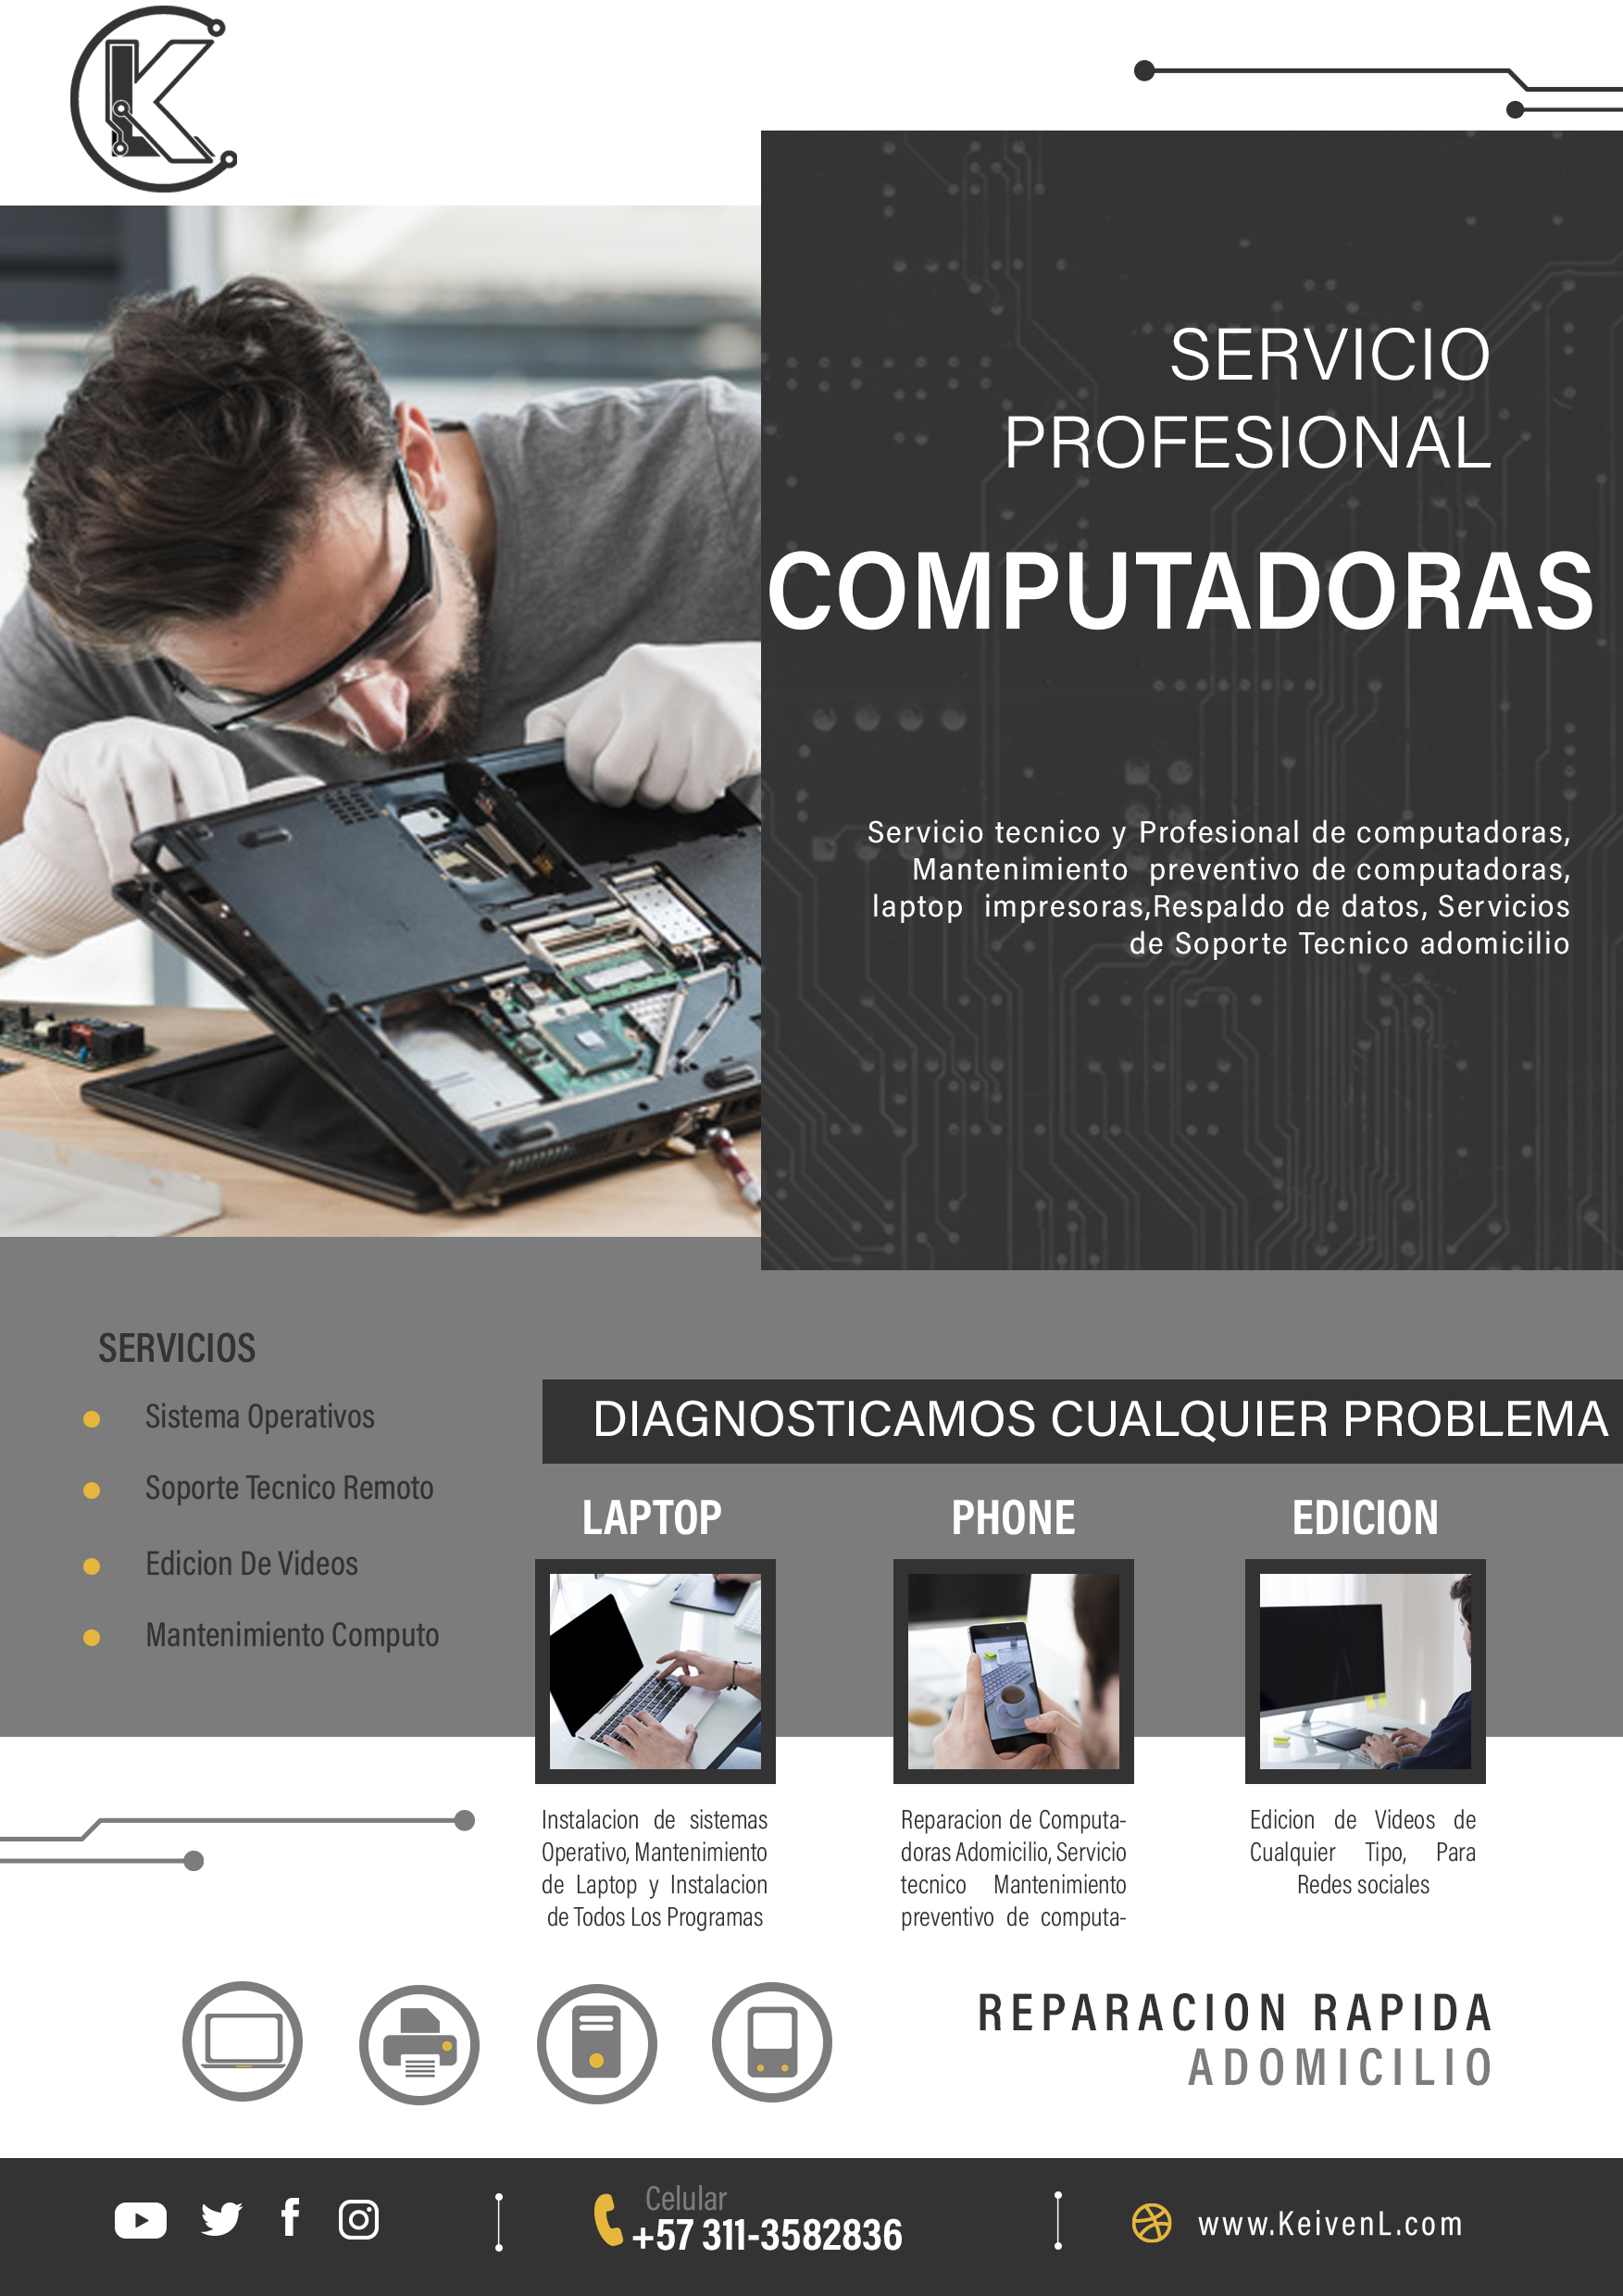 SERVICIO
PROFESIONAL
COMPUTADORAS
Servicio tecnico y Profesional de computadoras,
Mantenimiento preventivo de computadoras,
laptop impresoras,Respaldo de datos, Servicios
de Soporte Tecnico adomicilio
SERVICIOS
Sistema Operativos
Soporte Tecnico Remoto
Edicion De Videos
Mantenimiento Computo
DIAGNOSTICAMOS CUALQUIER PROBLEMA
LAPTOP
Instalacion de sistemas
Operativo, Mantenimiento
de Laptop y Instalacion
de Todos Los Programas
PHONE
Reparacion de Computa-
doras Adomicilio, Servicio
tecnico Mantenimiento
preventivo de computa-
EDICION
Edicion de Videos de
Cualquier Tipo, Para
Redes sociales
REPARACION RAPIDA
ADOMICILIO
Celular
+57 311-3582836
www.KeivenL.com